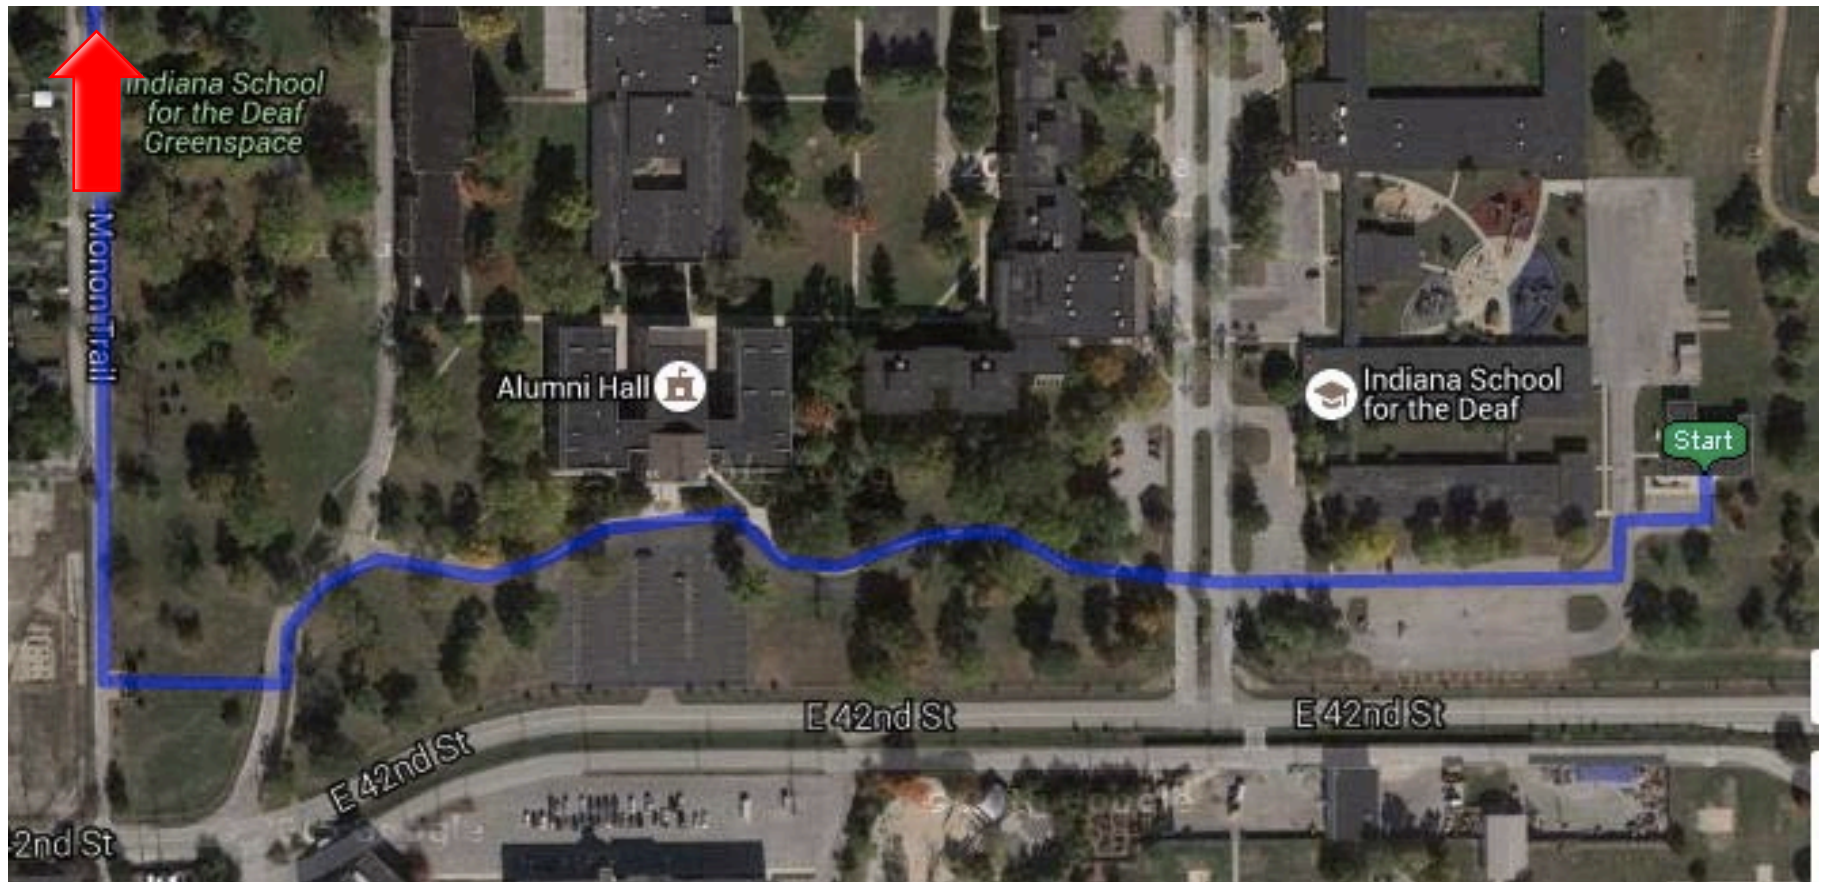 Indiana School
for the Deaf
Greenspace
Monon Trail
Alumni Hall
Indiana School
for the Deaf
Start
E 42nd St
E 42nd St
E 42nd St
2nd St